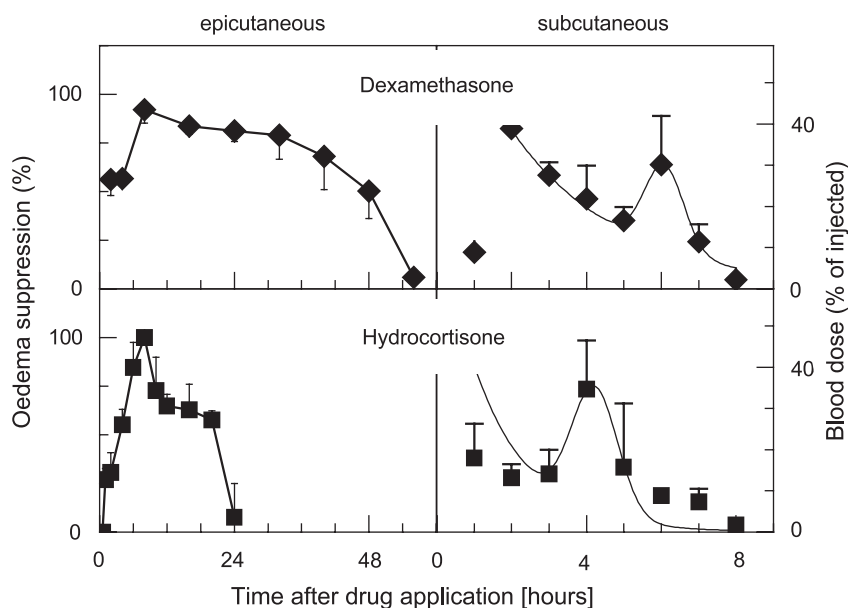 epicutaneous subcutaneous
Dexamethasone
100
0
40
0
Oedema suppression (%)
Blood dose (% of injected)
Hydrocortisone
100
0
40
0
0 24 48 0 4 8
Time after drug application [hours]